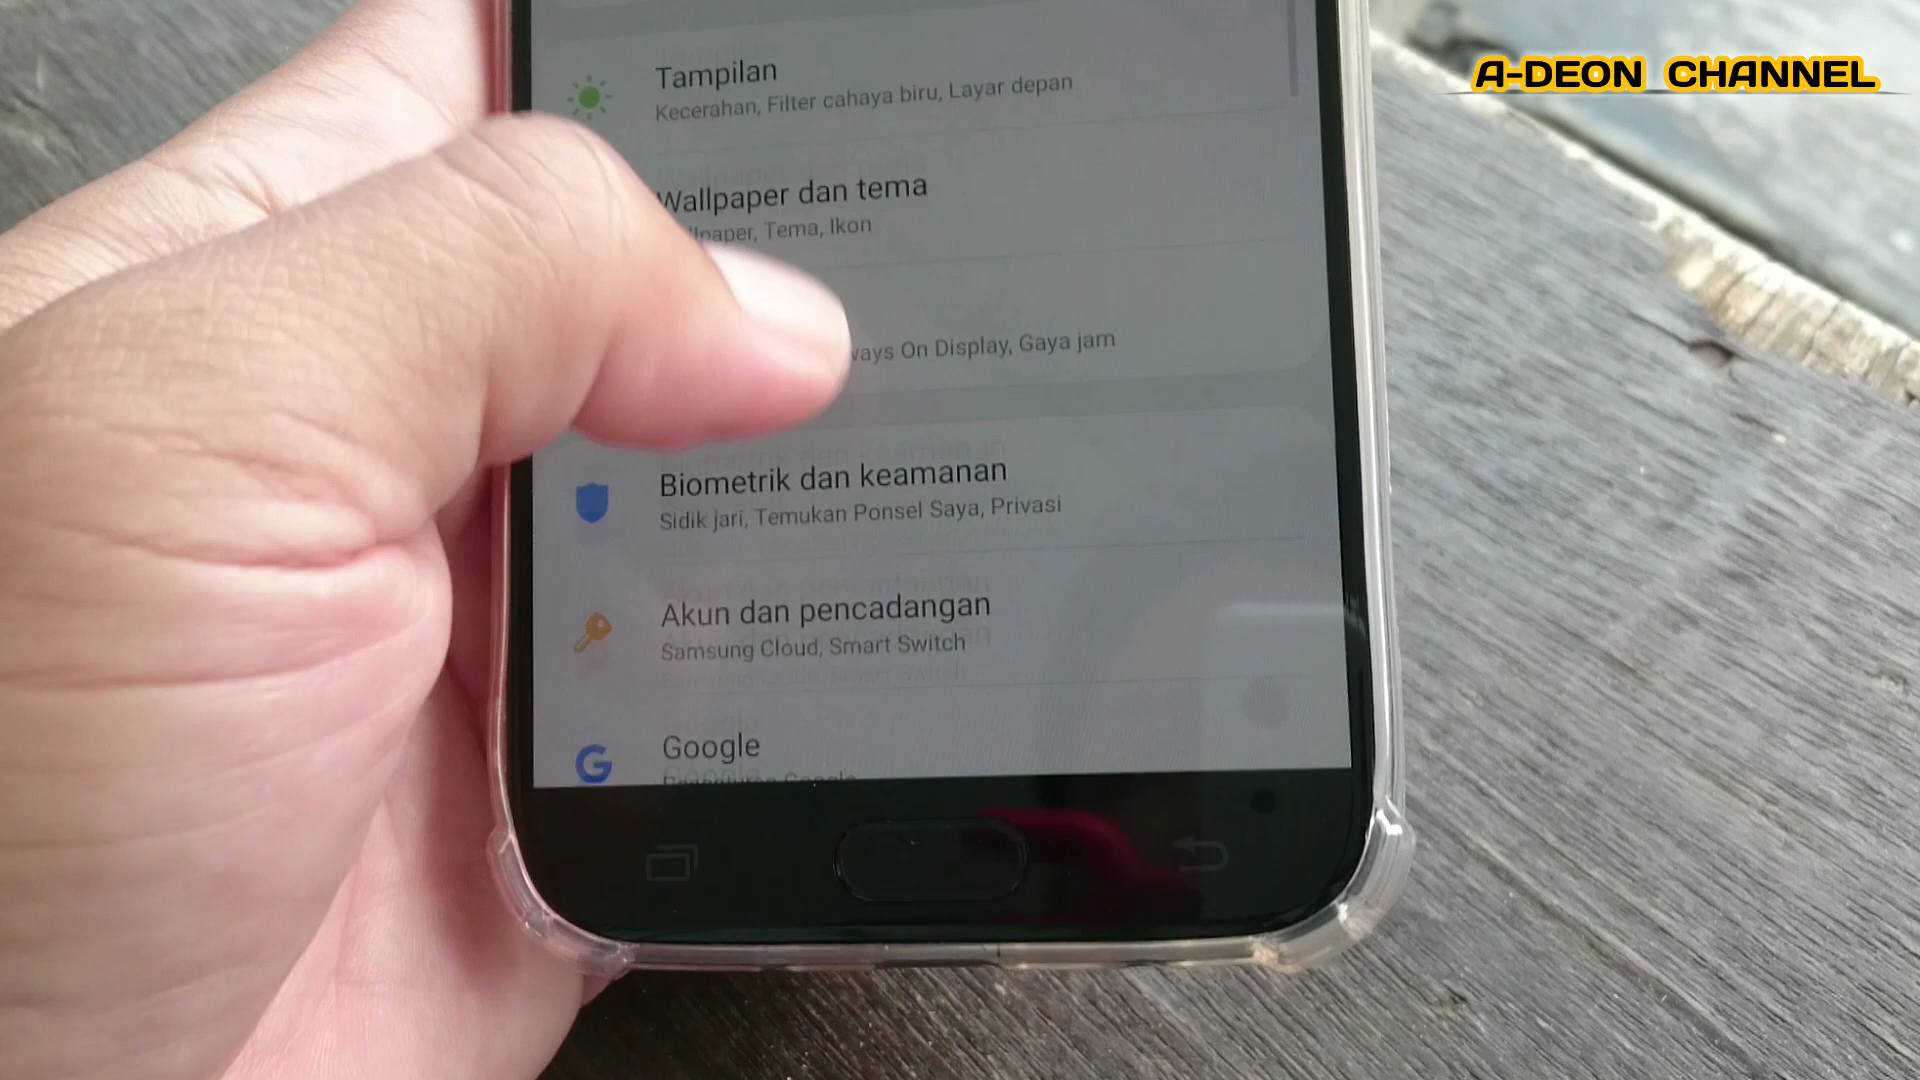 A-DEON CHANNEL
Tampilan
Kecerahan, Filter cahaya biru, Layar depan
Wallpaper dan tema
Tema, Ikon
On Display, Gaya jam
Biometrik dan keamanan
Sidik jari, Temukan Ponsel Saya, Privasi
Akun dan pencadangan
Samsung Cloud, Smart Switch
Google